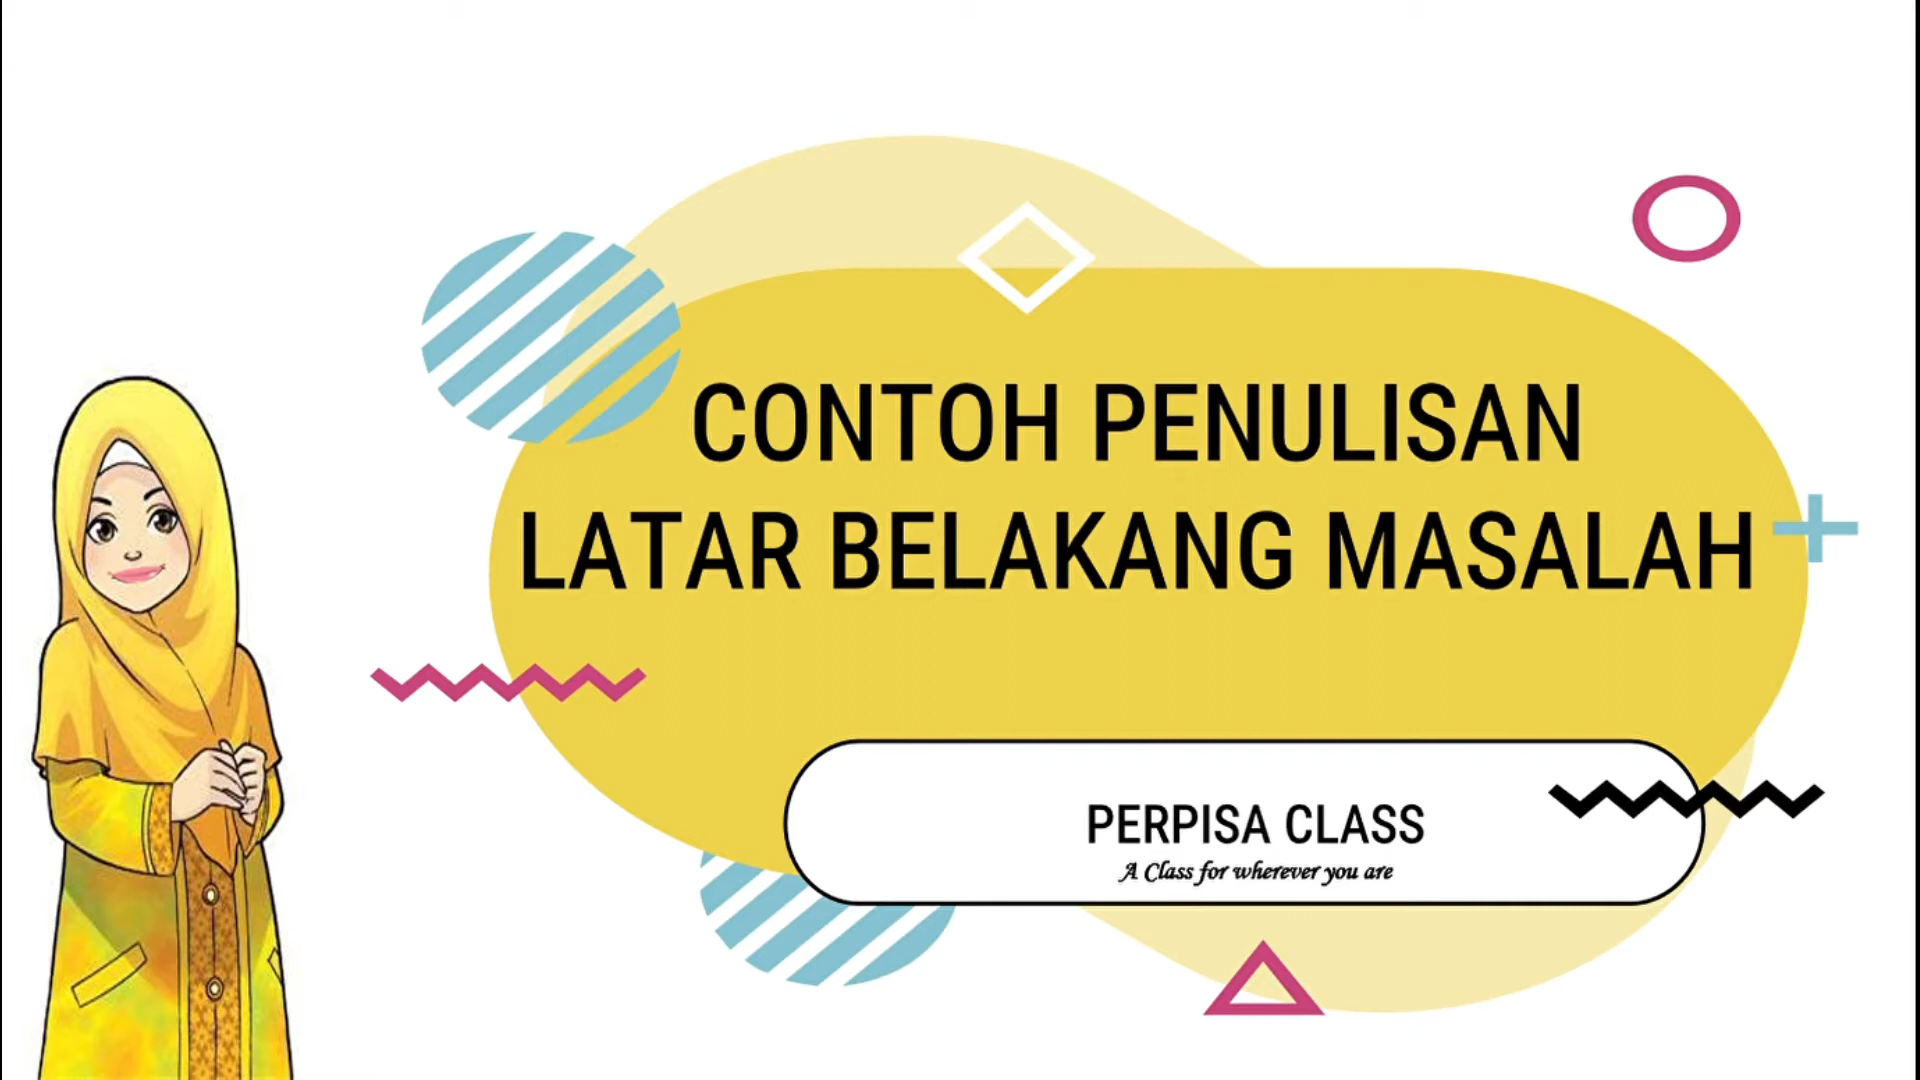 CONTOH PENULISAN
LATAR BELAKANG MASALAH
PERPISA CLASS
A Class for wherever you are